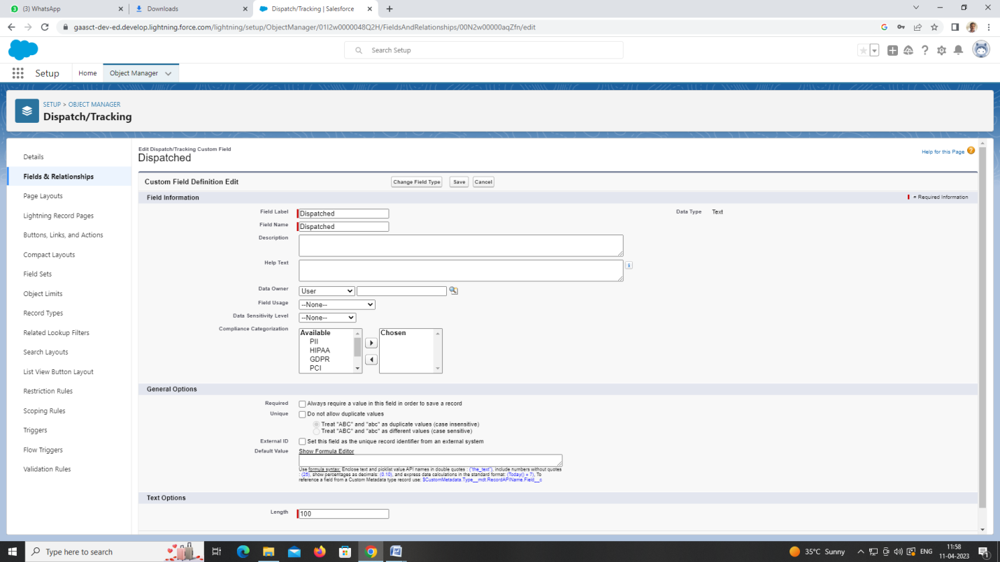 (3) WhatsApp
Downloads
Dispatch/Tracking | Salesforce
gaasct-dev-ed.develop.lightning.force.com/lightning/setup/ObjectManager/01I2w0000048Q2H/FieldsAndRelationships/00N2w00000aqZfn/edit
Search Setup
Setup
Home
Object Manager
SETUP > OBJECT MANAGER
Dispatch/Tracking
Details
Fields & Relationships
Page Layouts
Lightning Record Pages
Buttons, Links, and Actions
Compact Layouts
Field Sets
Object Limits
Record Types
Related Lookup Filters
Search Layouts
List View Button Layout
Restriction Rules
Scoping Rules
Triggers
Flow Triggers
Validation Rules
Edit Dispatch/Tracking Custom Field
Dispatched
Help for this Page
Custom Field Definition Edit
Change Field Type
Save
Cancel
Field Information
= Required Information
Field Label Dispatched
Data Type Text
Field Name Dispatched
Description
Help Text
Data Owner User
Field Usage --None--
Data Sensitivity Level --None--
Compliance Categorization
Available
PII
HIPAA
GDPR
PCI
Chosen
General Options
Required Always require a value in this field in order to save a record
Unique Do not allow duplicate values
Treat "ABC" and "abc" as duplicate values (case insensitive)
Treat "ABC" and "abc" as different values (case sensitive)
External ID Set this field as the unique record identifier from an external system
Default Value Show Formula Editor
Use formula syntax: Enclose text and picklist value API names in double quotes : ("the_text"), include numbers without quotes
: (25), show percentages as decimals: (0.10), and express date calculations in the standard format: (Today() + 7), To
reference a field from a Custom Metadata type record use: $CustomMetadata.Type__mdt.RecordAPIName.Field__c
Text Options
Length 100
Type here to search
35°C Sunny
ENG
11:58
11-04-2023
1